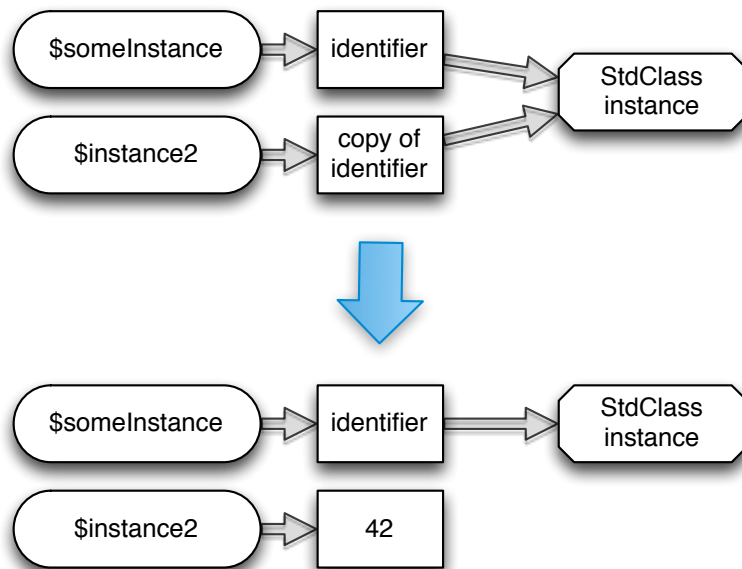 $someInstance
identifier
StdClass
instance
$instance2
copy of
identifier
$someInstance
identifier
StdClass
instance
$instance2
42